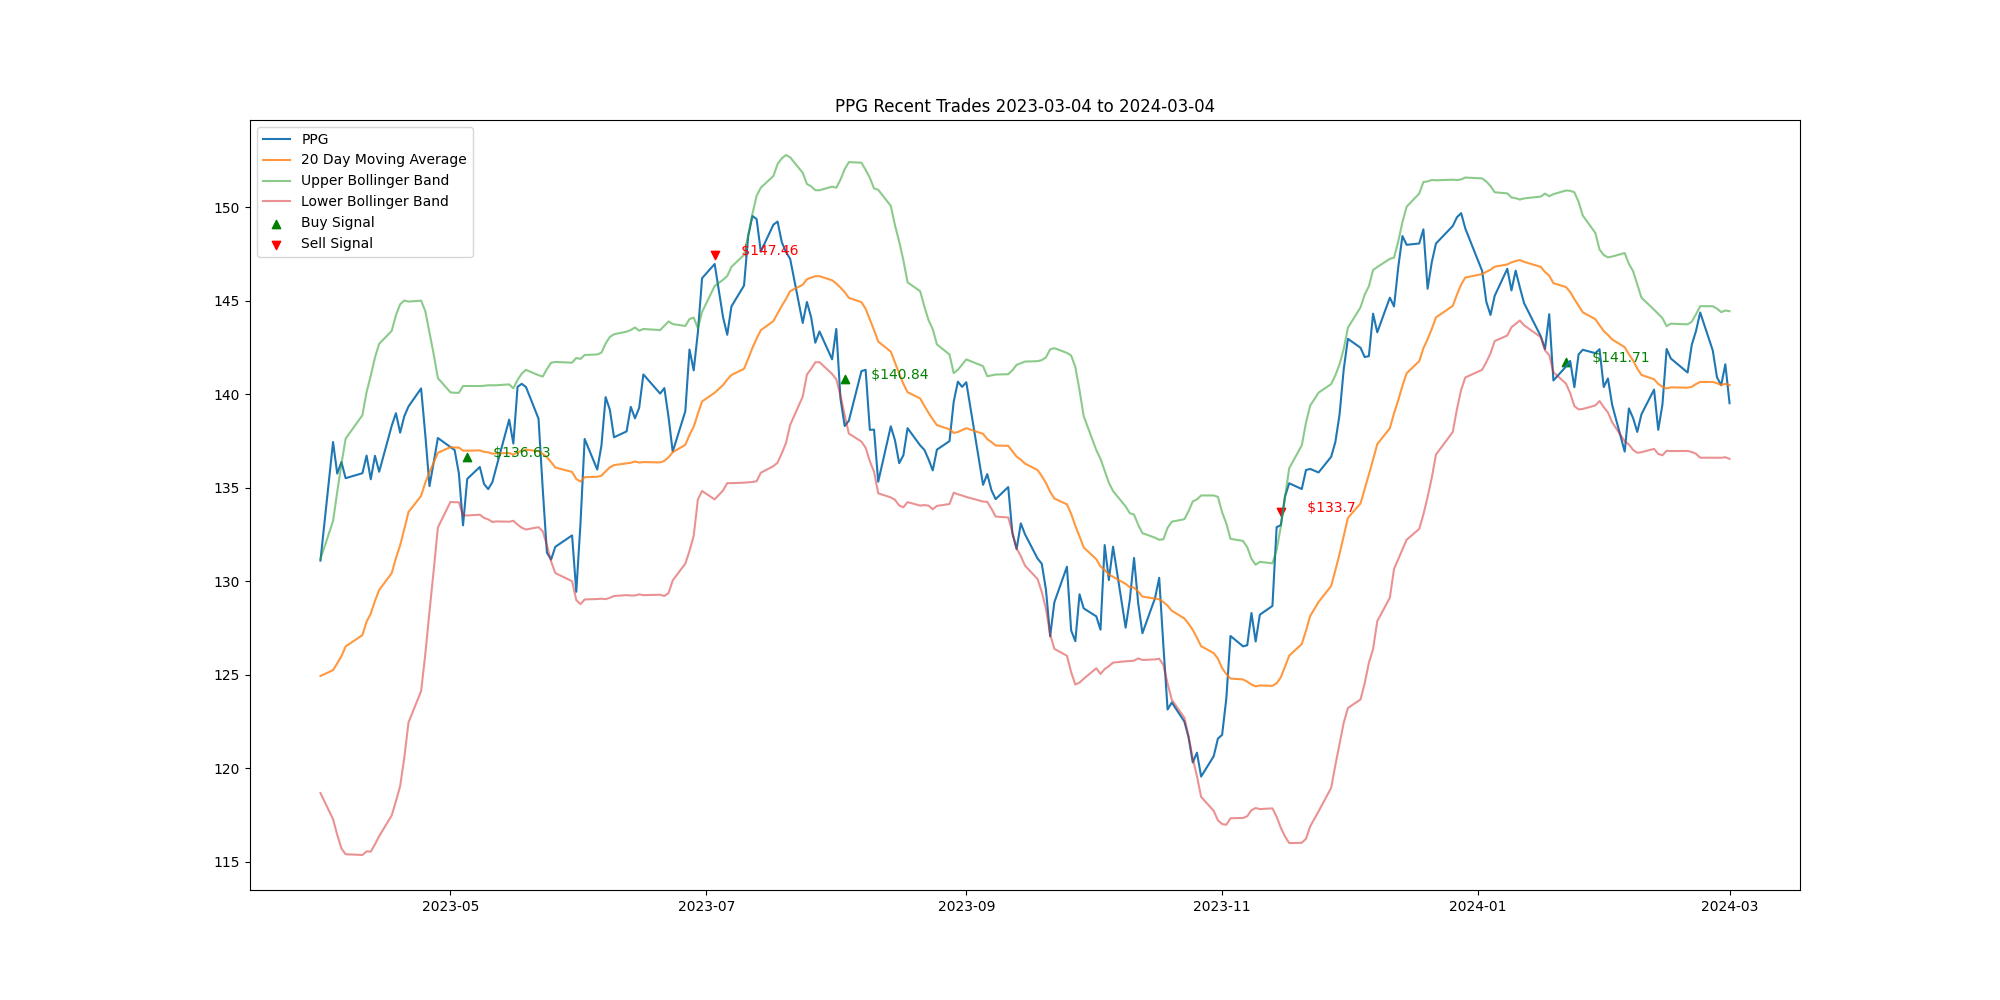 PPG Recent Trades 2023-03-04 to 2024-03-04
PPG
20 Day Moving Average
Upper Bollinger Band
Lower Bollinger Band
Buy Signal
Sell Signal
150
145
140
135
130
125
120
115
$136.63
$147.46
$140.84
$133.7
$141.71
2023-05
2023-07
2023-09
2023-11
2024-01
2024-03